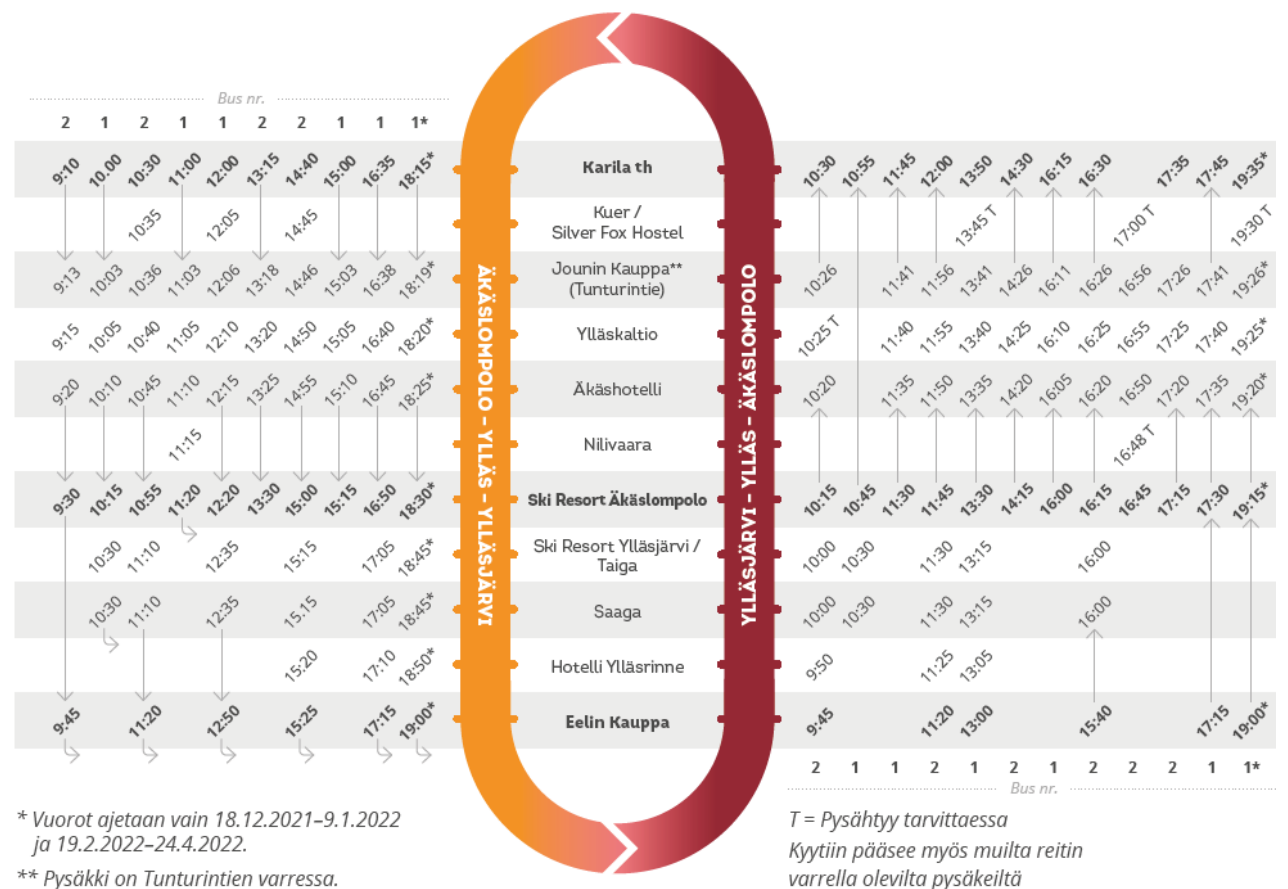 Bus nr.
2 1 2 1 1 2 2 1 1 1*
9:10 10.00 10:30 11:00 12:00 13:15 14:40 15:00 16:35 18:15* Karila th 10:30 10:55 11:45 12:00 13:50 14:30 16:15 16:30 17:35 17:45 19:35*
10:35 12:05 14:45 Kuer / 13:45 T 17:00 T 19:30 T
Silver Fox Hostel
9:13 10:03 10:36 11:03 12:06 13:18 14:46 15:03 16:38 18:19* Jounin Kauppa** 10:26 11:41 11:56 13:41 14:26 16:11 16:26 16:56 17:26 17:41 19:26*
(Tunturintie)
9:15 10:05 10:40 11:05 12:10 13:20 14:50 15:05 16:40 18:20* Ylläskaltio 10:25 T 11:40 11:55 13:40 14:25 16:10 16:25 16:55 17:25 17:40 19:25*
9:20 10:10 10:45 11:10 12:15 13:25 14:55 15:10 16:45 18:25* Äkäshotelli 10:20 11:35 11:50 13:35 14:20 16:05 16:20 16:50 17:20 17:35 19:20*
11:15 Nilivaara 16:48 T
9:30 10:15 10:55 11:20 12:20 13:30 15:00 15:15 16:50 18:30* Ski Resort Äkäslompolo 10:15 10:45 11:30 11:45 13:30 14:15 16:00 16:15 16:45 17:15 17:30 19:15*
10:30 11:10 12:35 15:15 17:05 18:45* Ski Resort Ylläsjärvi / 10:00 10:30 11:30 13:15 16:00
Taiga
10:30 11:10 12:35 15.15 17:05 18:45* Saaga 10:00 10:30 11:30 13:15 16:00
15:20 17:10 18:50* Hotelli Ylläsrinne 9:50 11:25 13:05
9:45 11:20 12:50 15:25 17:15 19:00* Eelin Kauppa 9:45 11:20 13:00 15:40 17:15 19:00*
2 1 1 2 1 2 1 2 2 2 1 1*
Bus nr.
ÄKÄSLOMPOLO – YLLÄS – YLLÄSJÄRVI
YLLÄSJÄRVI – YLLÄS – ÄKÄSLOMPOLO
* Vuorot ajetaan vain 18.12.2021–9.1.2022
ja 19.2.2022–24.4.2022.
** Pysäkki on Tunturintien varressa.
T = Pysähtyy tarvittaessa
Kyytiin pääsee myös muilta reitin
varrella olevilta pysäkeiltä